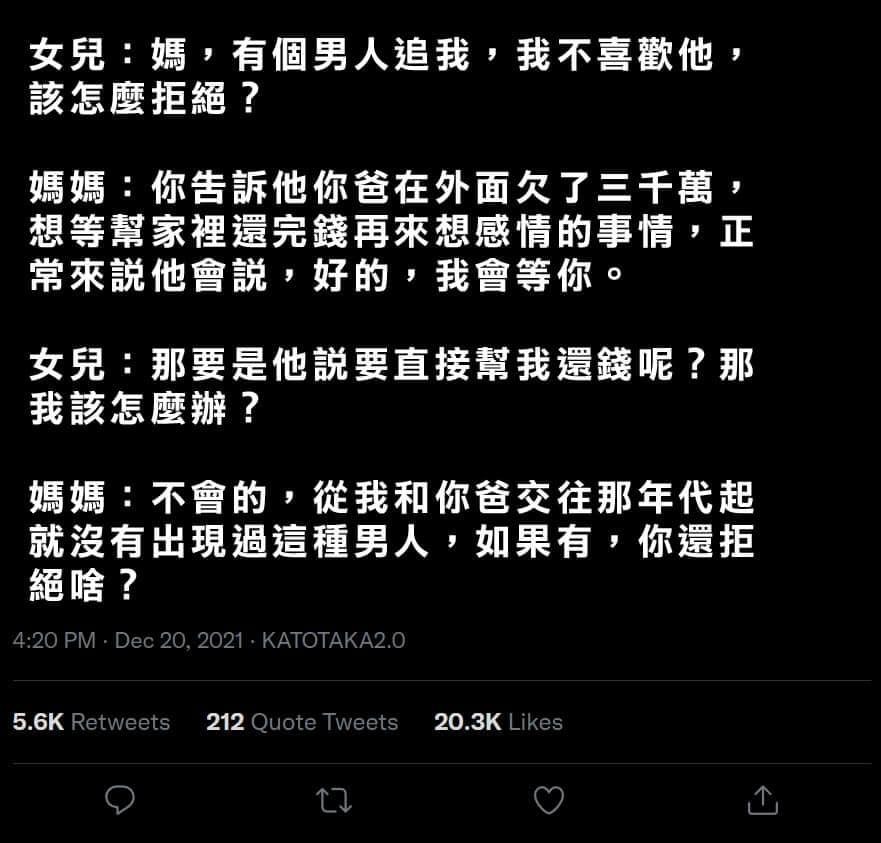 女兒：媽，有個男人追我，我不喜歡他，
該怎麼拒絕？
媽媽：你告訴他你爸在外面欠了三千萬，
想等幫家裡還完錢再來想感情的事情，正
常來說他會說，好的，我會等你。
女兒：那要是他說要直接幫我還錢呢？那
我該怎麼辦？
媽媽：不會的，從我和你爸交往那年代起
就沒有出現過這種男人，如果有，你還拒
絕啥？
4:20 PM · Dec 20, 2021 · KATOTAKA2.0
5.6K Retweets 212 Quote Tweets 20.3K Likes